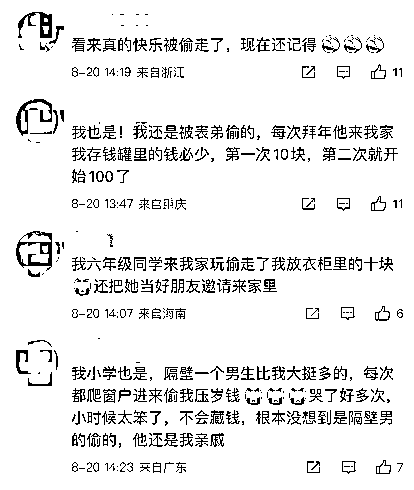 看来真的快乐被偷走了，现在还记得
8-20 14:19 来自浙江
11
我也是！我还是被表弟偷的，每次拜年他来我家
我存钱罐里的钱必少，第一次10块，第二次就开
始100了
8-20 13:47 来自重庆
11
我六年级同学来我家玩偷走了我放衣柜里的十块
还把她当好朋友邀请来家里
8-20 14:07 来自海南
6
我小学也是，隔壁一个男生比我大挺多的，每次
都爬窗户进来偷我压岁钱哭了好多次，
小时候太笨了，不会藏钱，根本没想到是隔壁男
的偷的，他还是我亲戚
8-20 14:23 来自广东
7